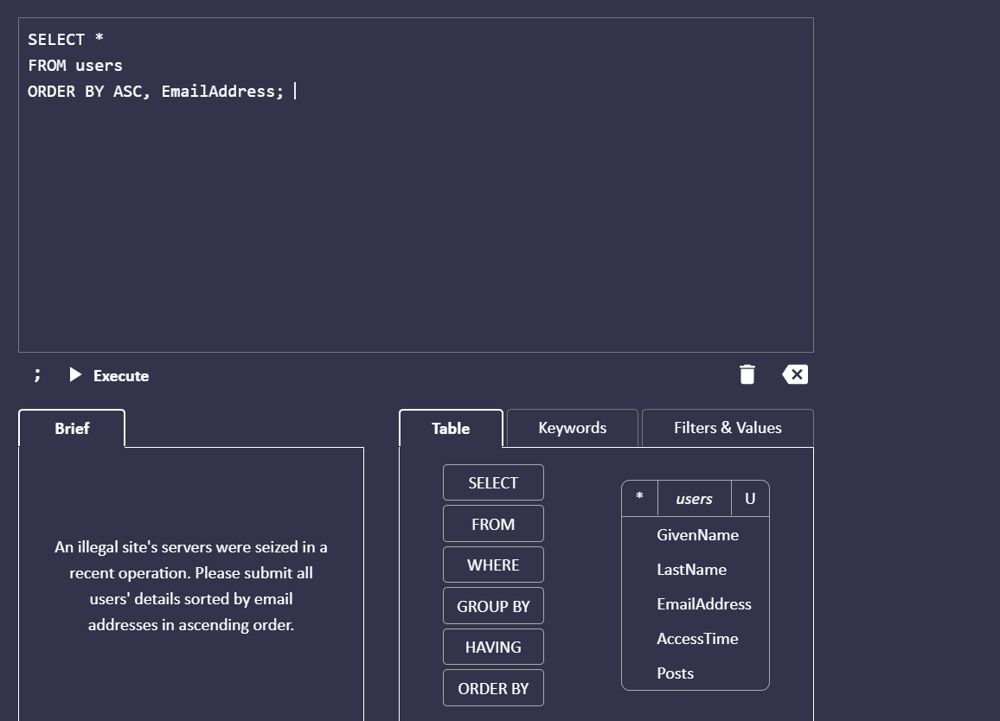 SELECT *
FROM users
ORDER BY ASC, EmailAddress;
; Execute
Brief
An illegal site's servers were seized in a
recent operation. Please submit all
users' details sorted by email
addresses in ascending order.
Table Keywords Filters & Values
SELECT
FROM
WHERE
GROUP BY
HAVING
ORDER BY
* users U
GivenName
LastName
EmailAddress
AccessTime
Posts